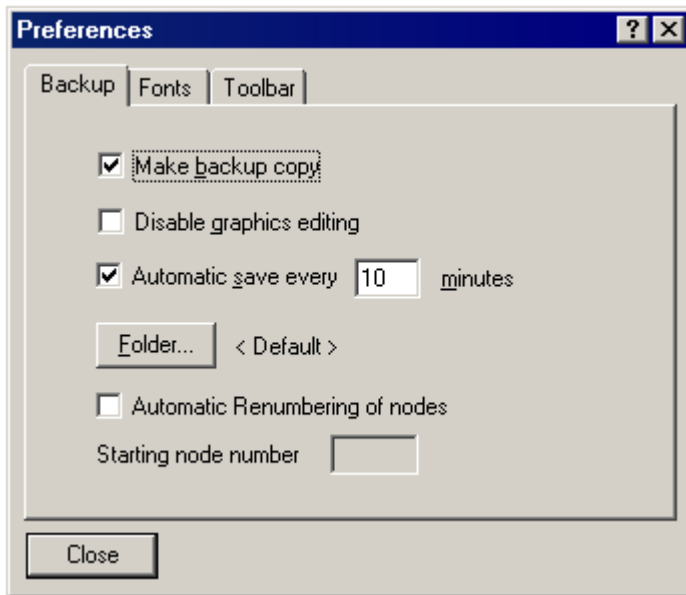 Preferences
Backup Fonts Toolbar
Make backup copy
Disable graphics editing
Automatic save every 10 minutes
Folder... < Default >
Automatic Renumbering of nodes
Starting node number
Close